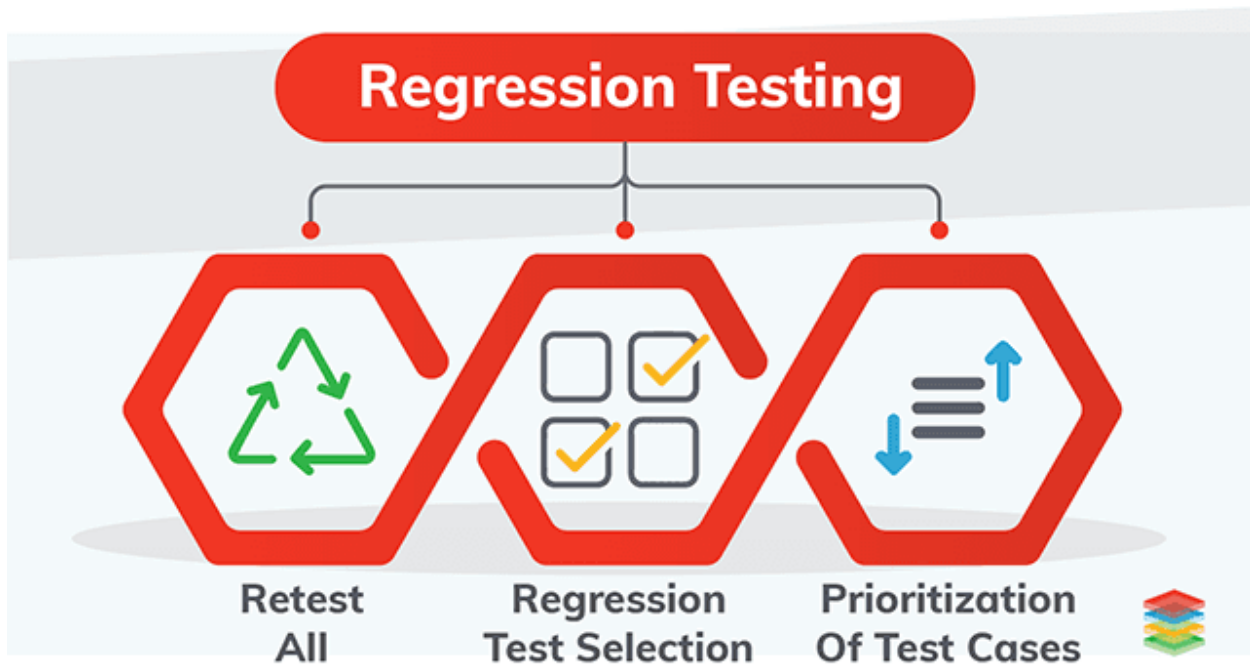 Regression Testing
Retest
All
Regression
Test Selection
Prioritization
Of Test Cases